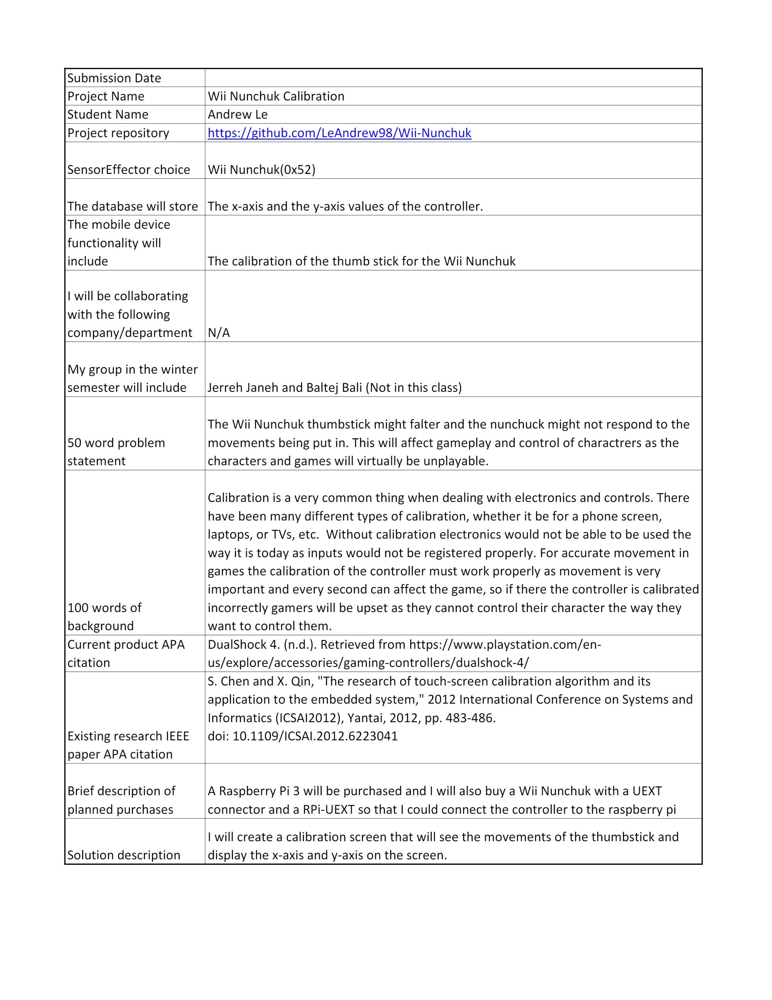 Submission Date
Project Name Wii Nunchuk Calibration
Student Name Andrew Le
Project repository https://github.com/LeAndrew98/Wii-Nunchuk
SensorEffector choice Wii Nunchuk(0x52)
The database will store The x-axis and the y-axis values of the controller.
The mobile device
functionality will
include The calibration of the thumb stick for the Wii Nunchuk
I will be collaborating
with the following
company/department N/A
My group in the winter
semester will include Jerreh Janeh and Baltej Bali (Not in this class)
50 word problem
statement
The Wii Nunchuk thumbstick might falter and the nunchuck might not respond to the
movements being put in. This will affect gameplay and control of charactrers as the
characters and games will virtually be unplayable.
100 words of
background
Calibration is a very common thing when dealing with electronics and controls. There
have been many different types of calibration, whether it be for a phone screen,
laptops, or TVs, etc.  Without calibration electronics would not be able to be used the
way it is today as inputs would not be registered properly. For accurate movement in
games the calibration of the controller must work properly as movement is very
important and every second can affect the game, so if there the controller is calibrated
incorrectly gamers will be upset as they cannot control their character the way they
want to control them.
Current product APA
citation
DualShock 4. (n.d.). Retrieved from https://www.playstation.com/en-
us/explore/accessories/gaming-controllers/dualshock-4/
Existing research IEEE
paper APA citation
S. Chen and X. Qin, "The research of touch-screen calibration algorithm and its
application to the embedded system," 2012 International Conference on Systems and
Informatics (ICSAI2012), Yantai, 2012, pp. 483-486.
doi: 10.1109/ICSAI.2012.6223041
Brief description of
planned purchases
A Raspberry Pi 3 will be purchased and I will also buy a Wii Nunchuk with a UEXT
connector and a RPi-UEXT so that I could connect the controller to the raspberry pi
Solution description
I will create a calibration screen that will see the movements of the thumbstick and
display the x-axis and y-axis on the screen.